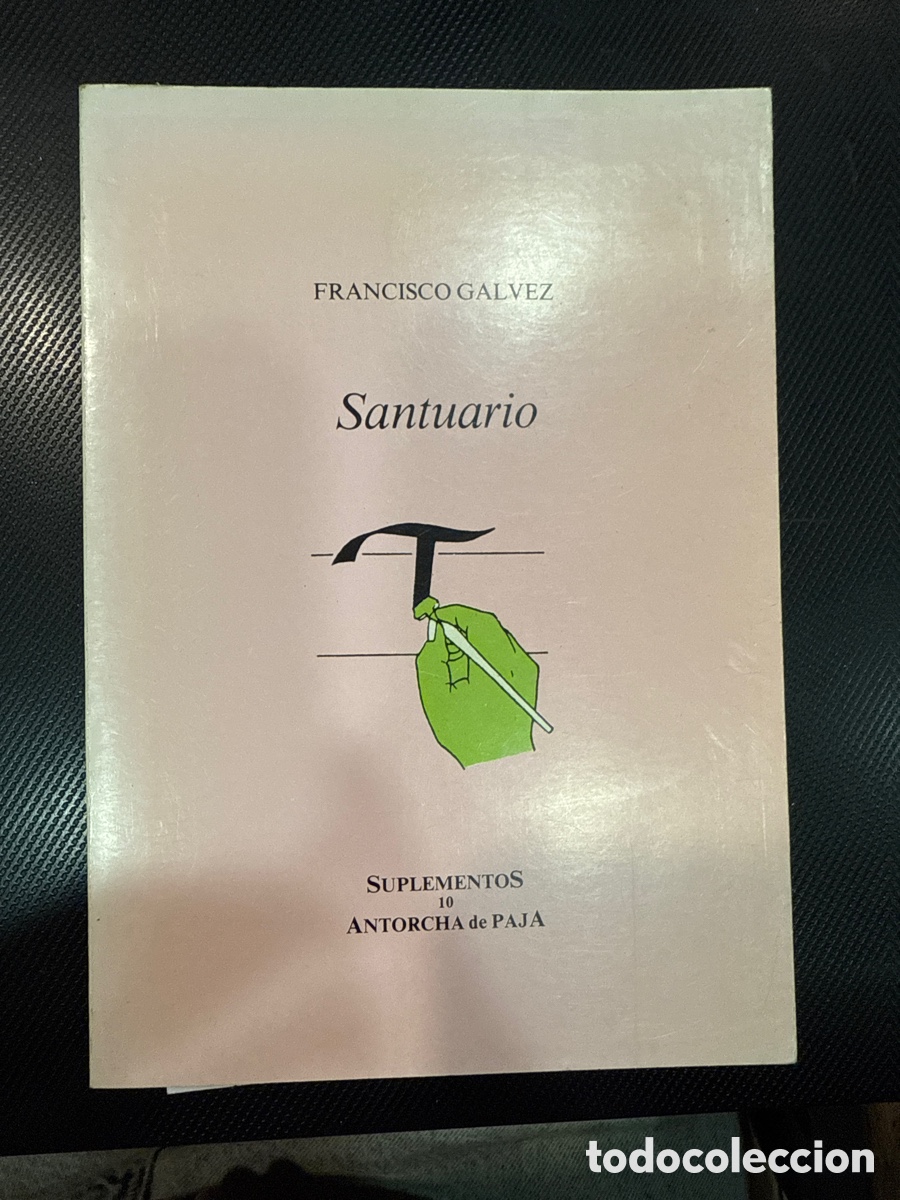 FRANCISCO GALVEZ
Santuario
T
SUPLEMENTOS
10
ANTORCHA de PAJA
todocoleccion